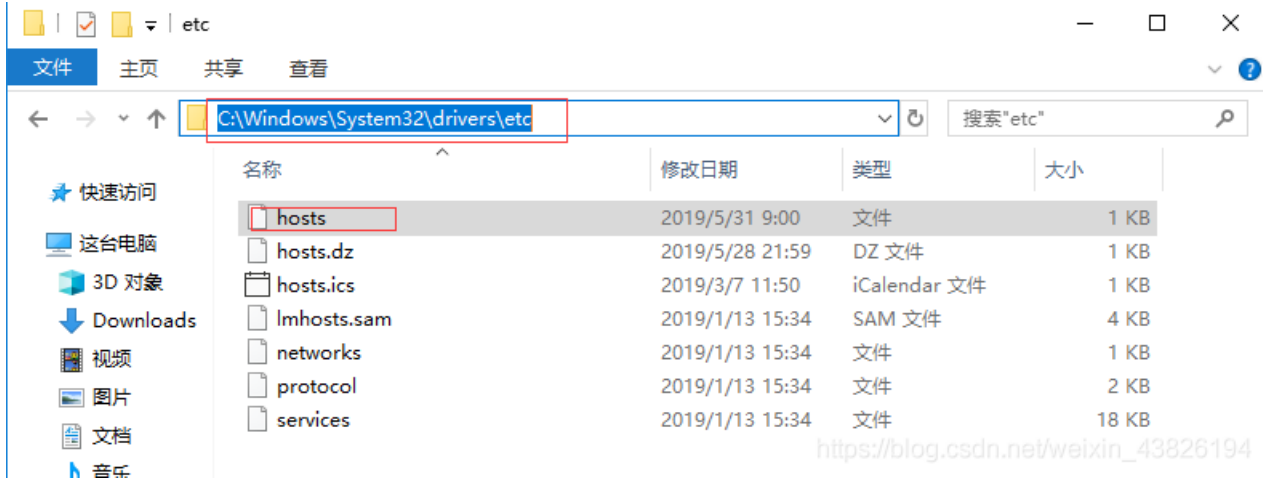 etc
文件 主页 共享 查看
C:\Windows\System32\drivers\etc 搜索"etc"
名称 修改日期 类型 大小
快速访问
hosts 2019/5/31 9:00 文件 1 KB
这台电脑
hosts.dz 2019/5/28 21:59 DZ 文件 1 KB
3D 对象
hosts.ics 2019/3/7 11:50 iCalendar 文件 1 KB
Downloads
lmhosts.sam 2019/1/13 15:34 SAM 文件 4 KB
视频
networks 2019/1/13 15:34 文件 1 KB
图片
protocol 2019/1/13 15:34 文件 2 KB
文档
services 2019/1/13 15:34 文件 18 KB
音乐
https://blog.csdn.net/weixin_43826194